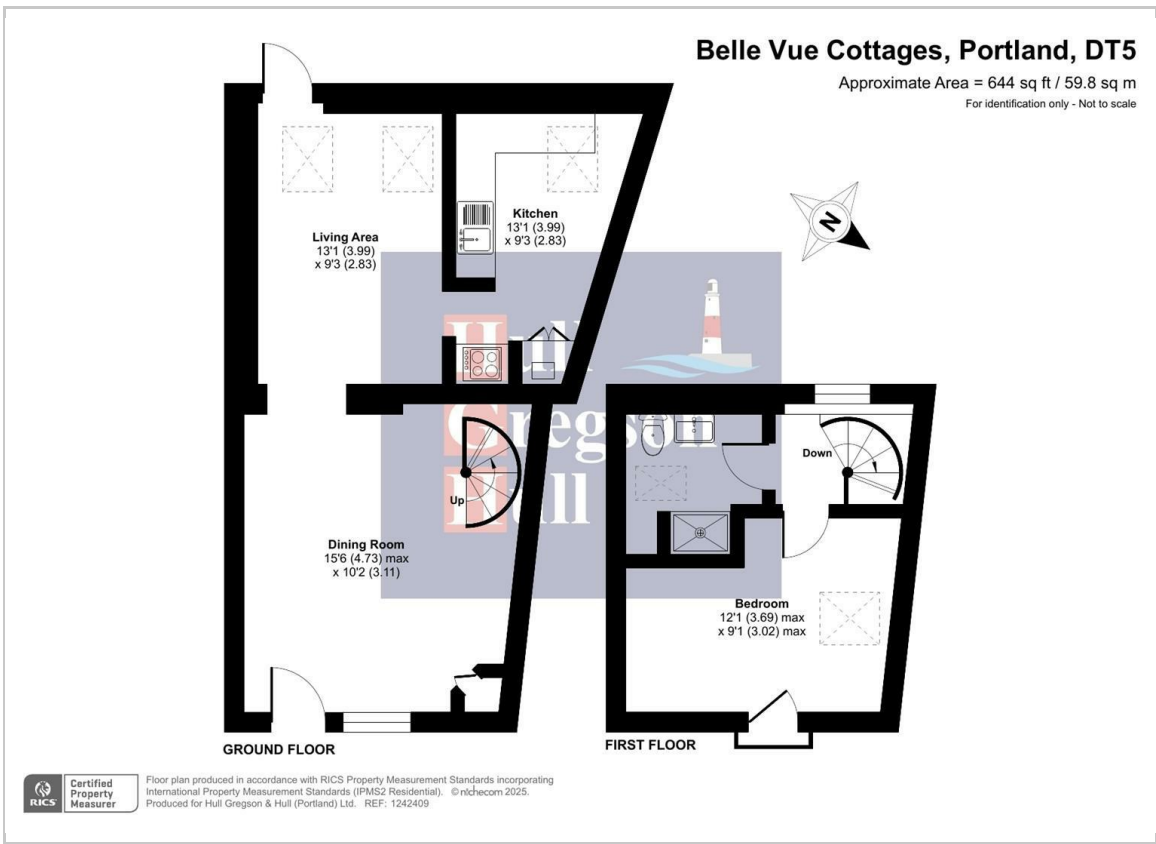 Belle Vue Cottages, Portland, DT5
Approximate Area = 644 sq ft / 59.8 sq m
For identification only - Not to scale
N
Living Area
13'1 (3.99)
x 9'3 (2.83)
Kitchen
13'1 (3.99)
x 9'3 (2.83)
Hull
Gregson
Hull
Up
Down
Dining Room
15'6 (4.73) max
x 10'2 (3.11)
Bedroom
12'1 (3.69) max
x 9'1 (3.02) max
GROUND FLOOR
FIRST FLOOR
RICS
Certified
Property
Measurer
Floor plan produced in accordance with RICS Property Measurement Standards incorporating
International Property Measurement Standards (IPMS2 Residential). © nichecom 2025.
Produced for Hull Gregson & Hull (Portland) Ltd. REF: 1242409